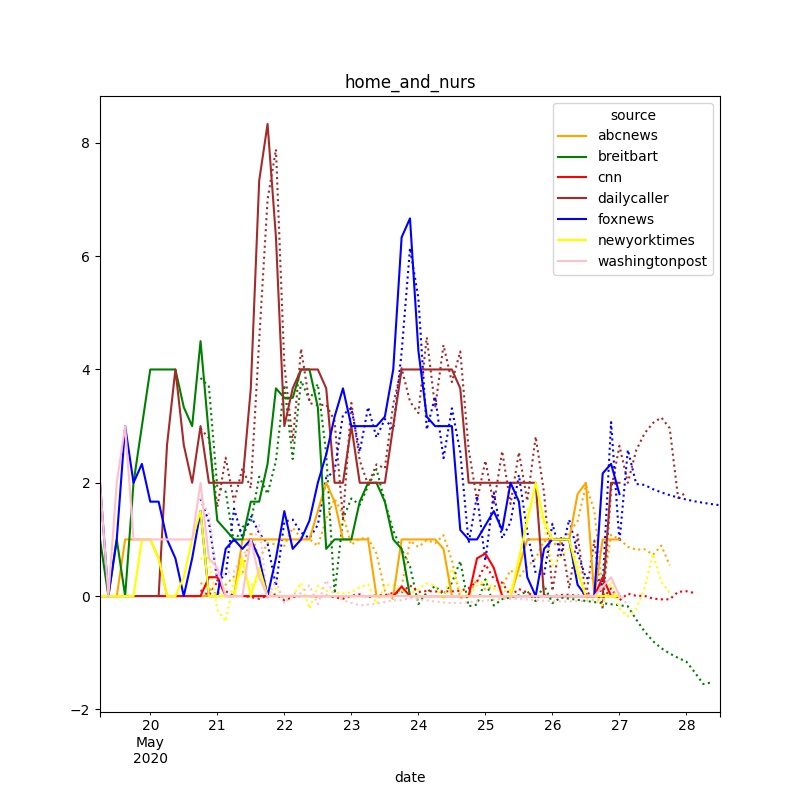 home_and_nurs
source
abcnews
breitbart
cnn
dailycaller
foxnews
newyorktimes
washingtonpost
8
6
4
2
0
−2
20 21 22 23 24 25 26 27 28
May
2020
date